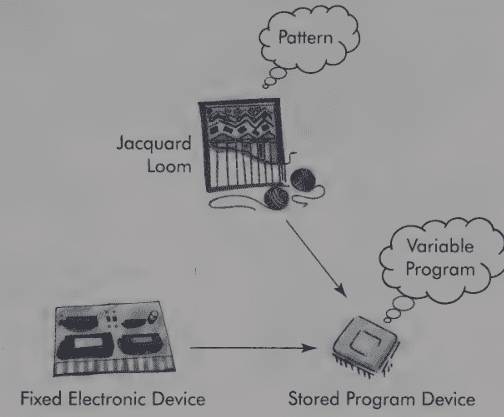 Pattern
Jacquard
Loom
Variable
Program
Fixed Electronic Device
Stored Program Device